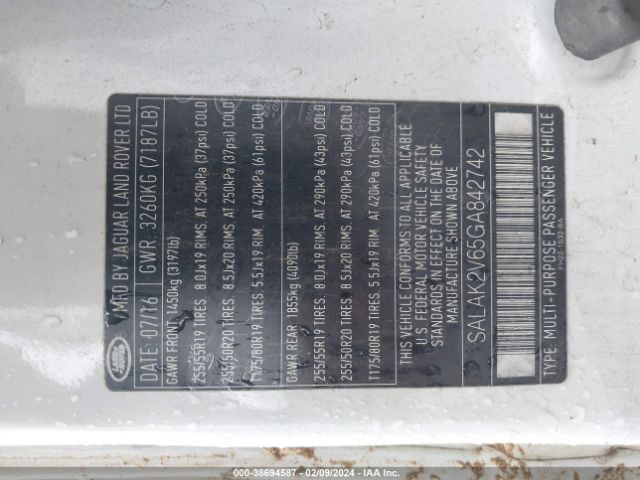 LAND ROVER
MFD BY JAGUAR LAND ROVER LTD
DATE: 07/16 GWR. 3260KG (7187LB)
GAWR FRONT 1450kg (3197lb)
255/55R19 TIRES. 8.0Jx19 RIMS. AT 250kPa (37psi) COLD
255/50R20 TIRES. 8.5Jx20 RIMS. AT 250kPa (37psi) COLD
T175/80R19 TIRES. 5.5Jx19 RIM. AT 420kPa (61psi) COLD
GAWR REAR 1855kg (4090lb)
255/55R19 TIRES. 8.0Jx19 RIMS. AT 290kPa (43psi) COLD
255/50R20 TIRES. 8.5Jx20 RIMS. AT 290kPa (43psi) COLD
T175/80R19 TIRES. 5.5Jx19 RIM. AT 420kPa (61psi) COLD
THIS VEHICLE CONFORMS TO ALL APPLICABLE
U.S. FEDERAL MOTOR VEHICLE SAFETY
STANDARDS IN EFFECT ON THE DATE OF
MANUFACTURE SHOWN ABOVE
SALAK2V65GA842742
TYPE: MULTI-PURPOSE PASSENGER VEHICLE
000-38694587 - 02/09/2024 - IAA Inc.